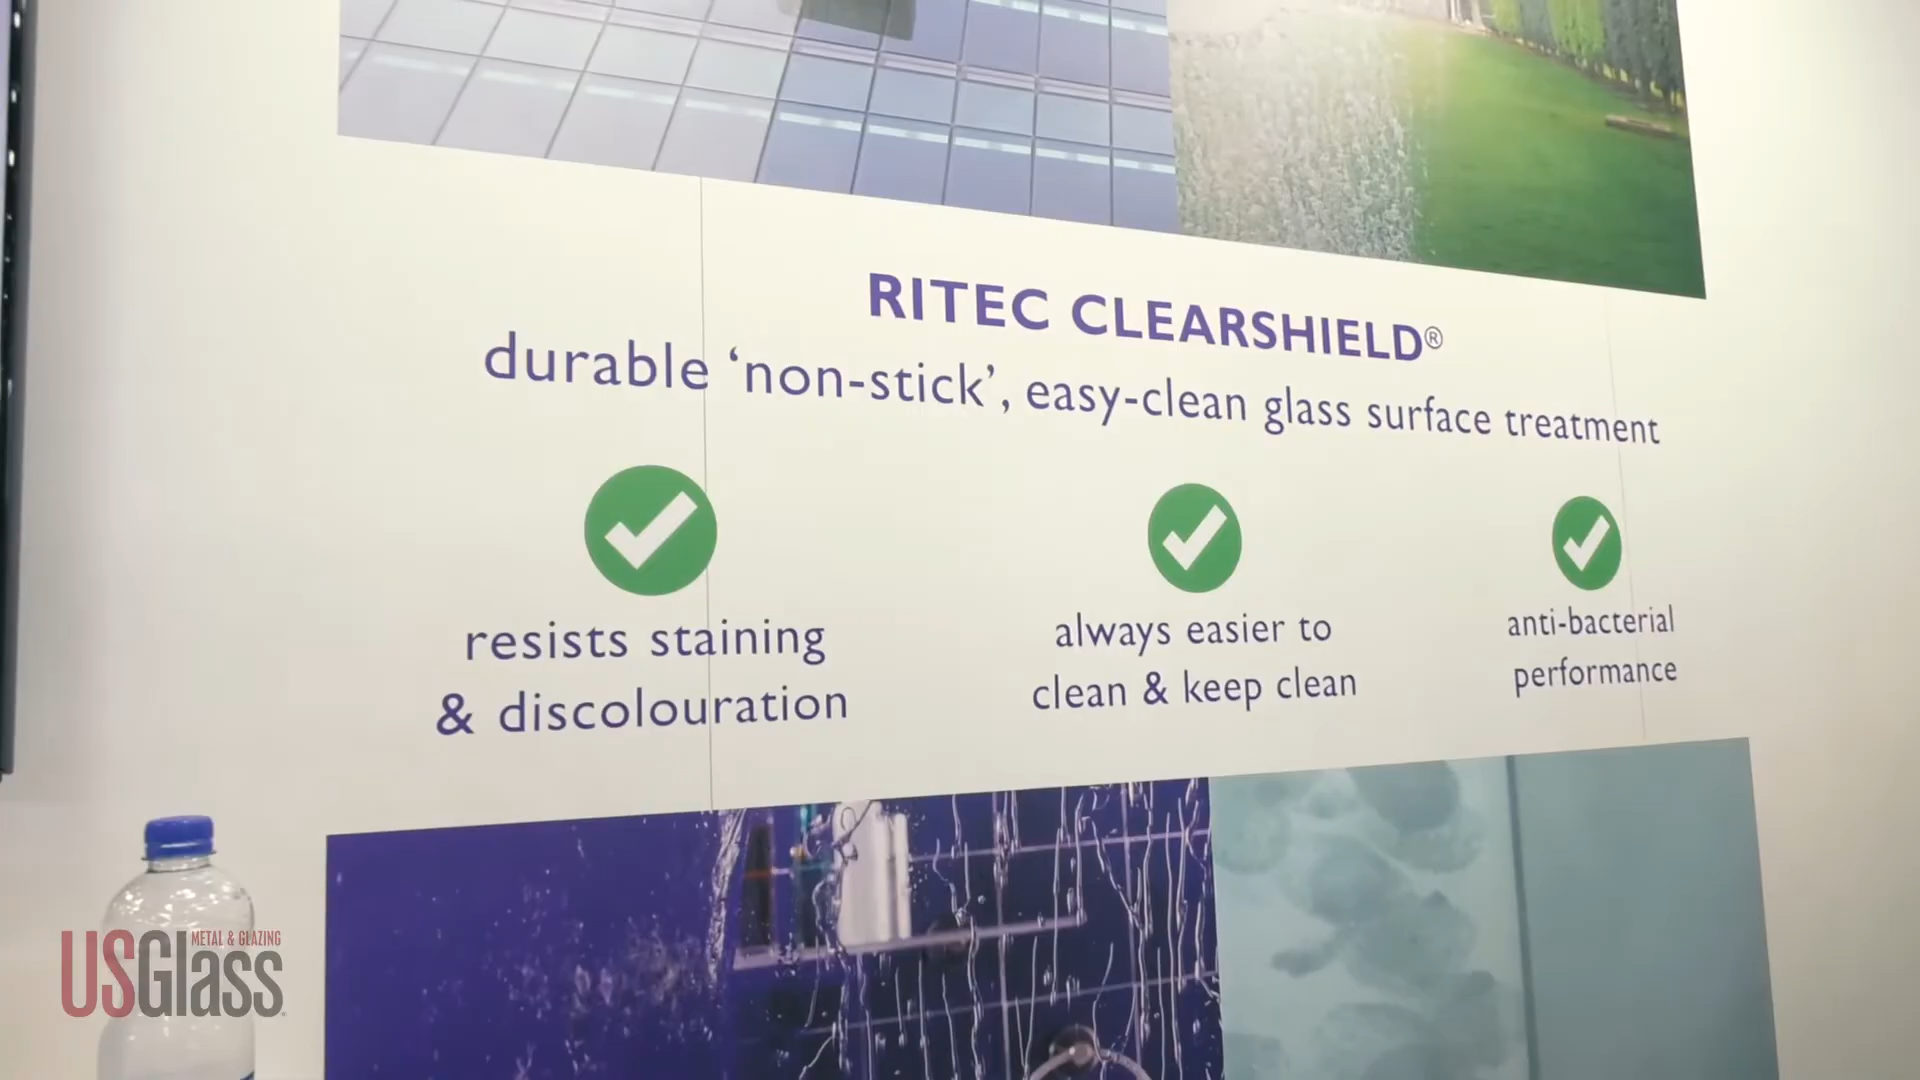 RITEC CLEARSHIELD®
durable ‘non-stick’, easy-clean glass surface treatment
resists staining
& discolouration
always easier to
clean & keep clean
anti-bacterial
performance
METAL & GLAZING
USGlass